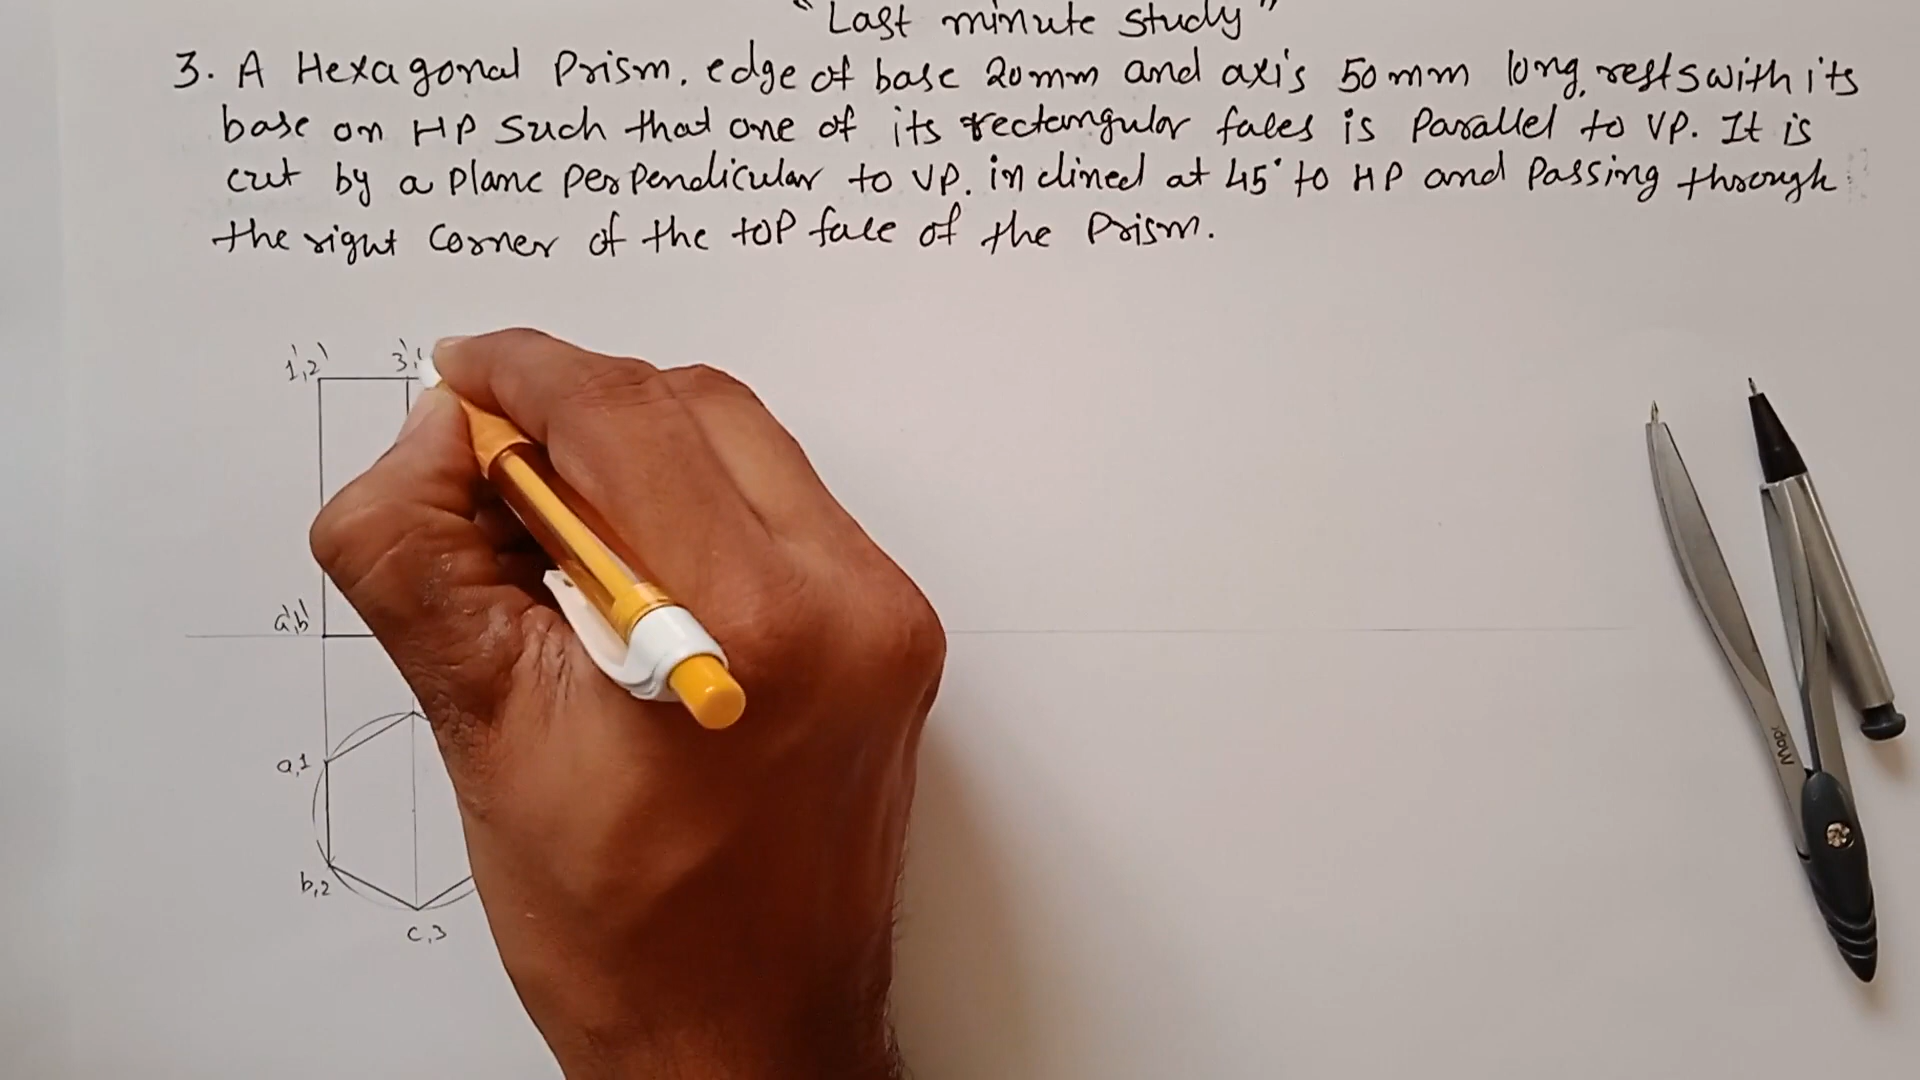 "Last minute study"
3. A Hexagonal Prism, edge of base 20mm and axis 50mm long, rests with its
base on HP such that one of its rectangular faces is parallel to VP. It is
cut by a plane perpendicular to VP. inclined at 45° to HP and passing through
the right corner of the top face of the Prism.
1',2' 3',
a',b'
a,1
b,2
c,3
Mapr